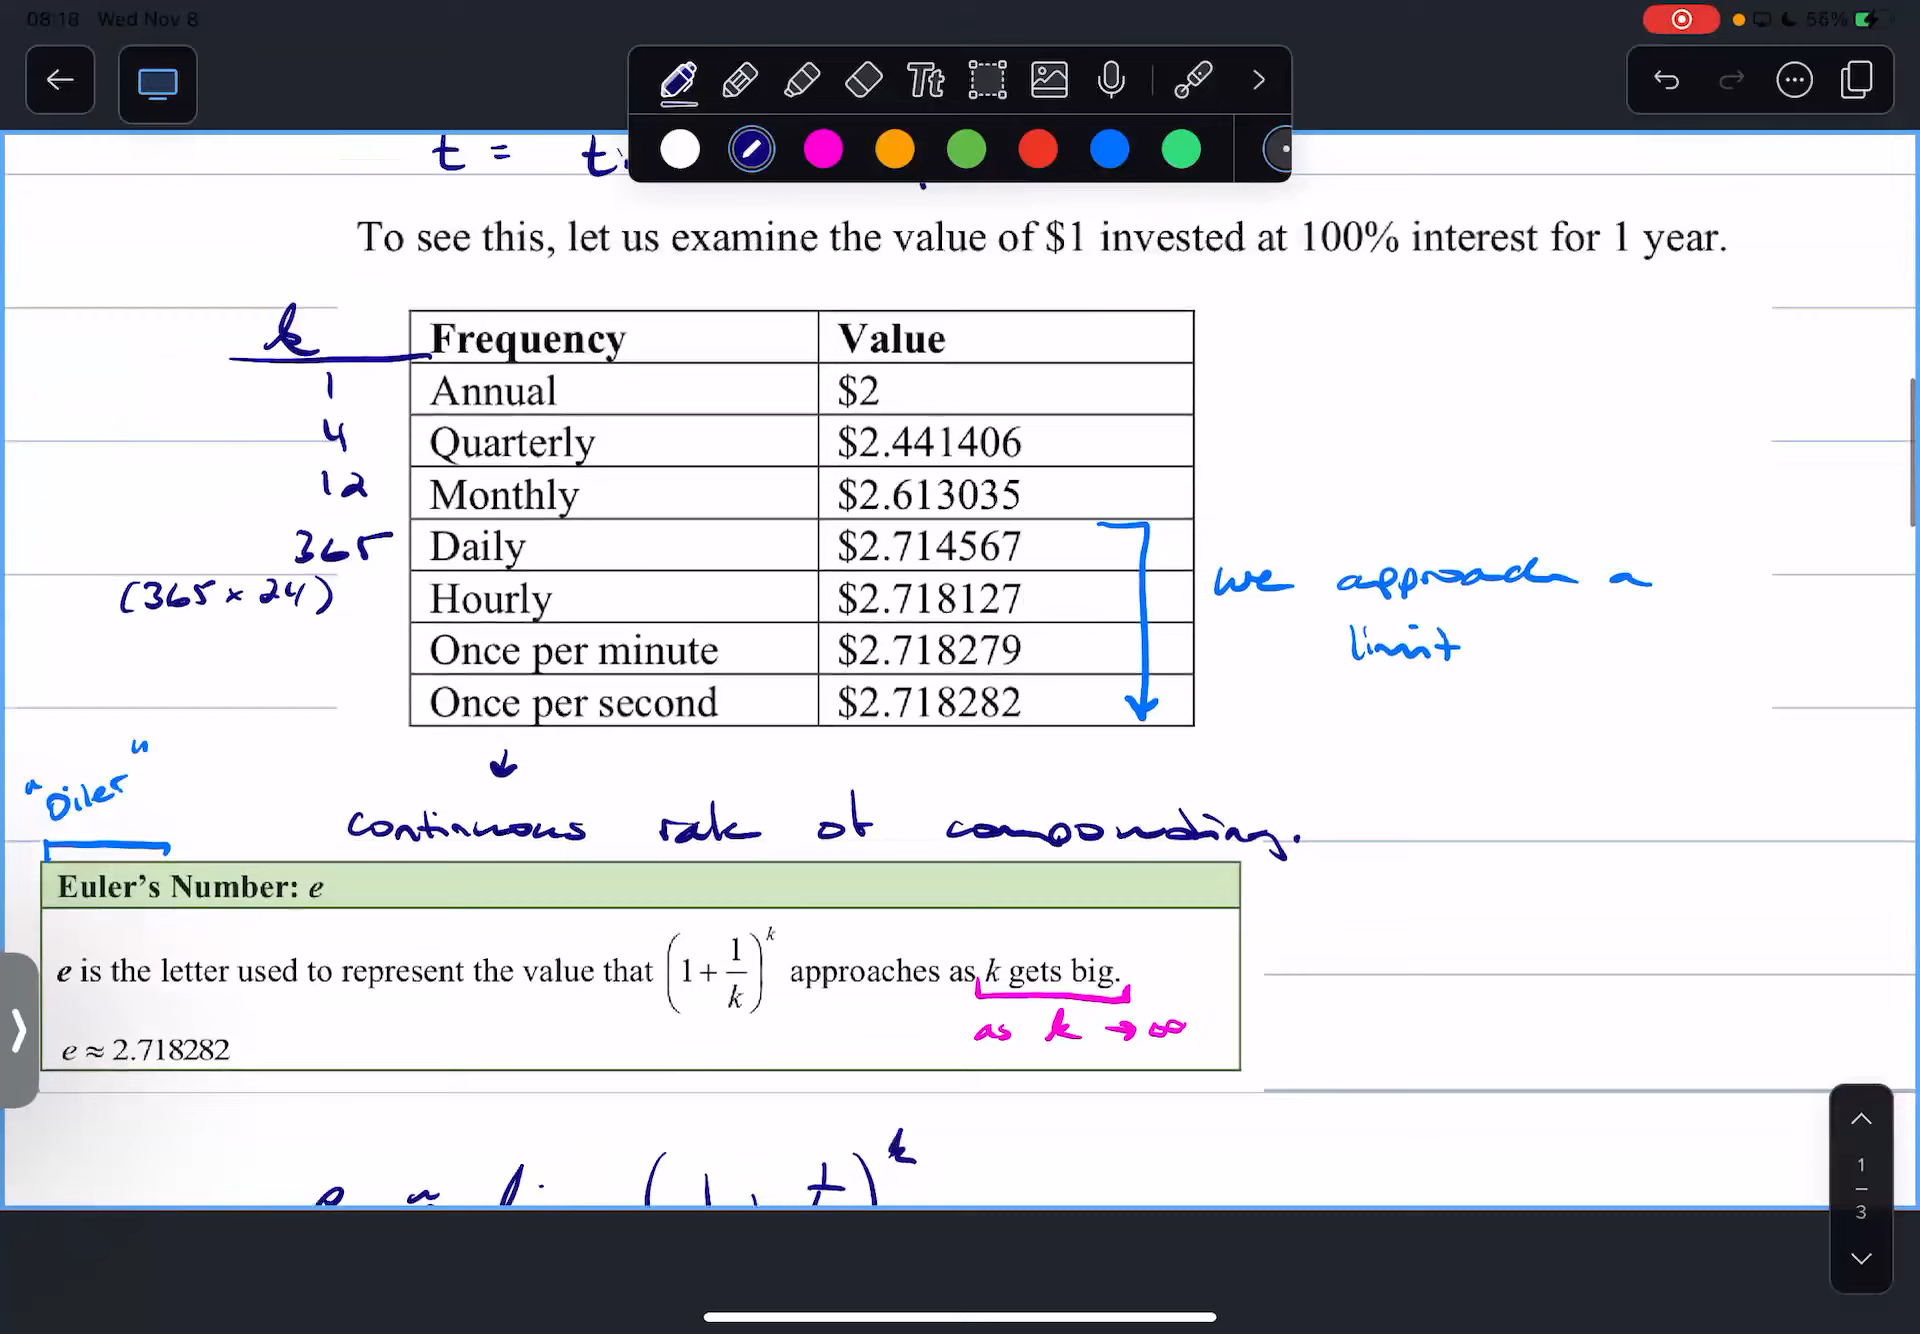 08:18 Wed Nov 8
56%
Tt
t =
To see this, let us examine the value of $1 invested at 100% interest for 1 year.
k Frequency Value
1 Annual $2
4 Quarterly $2.441406
12 Monthly $2.613035
365 Daily $2.714567
(365 × 24) Hourly $2.718127
we approach a
limit
Once per minute $2.718279
Once per second $2.718282
↓
"Oiler"
continuous rate of compounding.
Euler's Number: e
e is the letter used to represent the value that (1 + 1/k)^k approaches as k gets big.
as k → ∞
e ≈ 2.718282
k
1
3